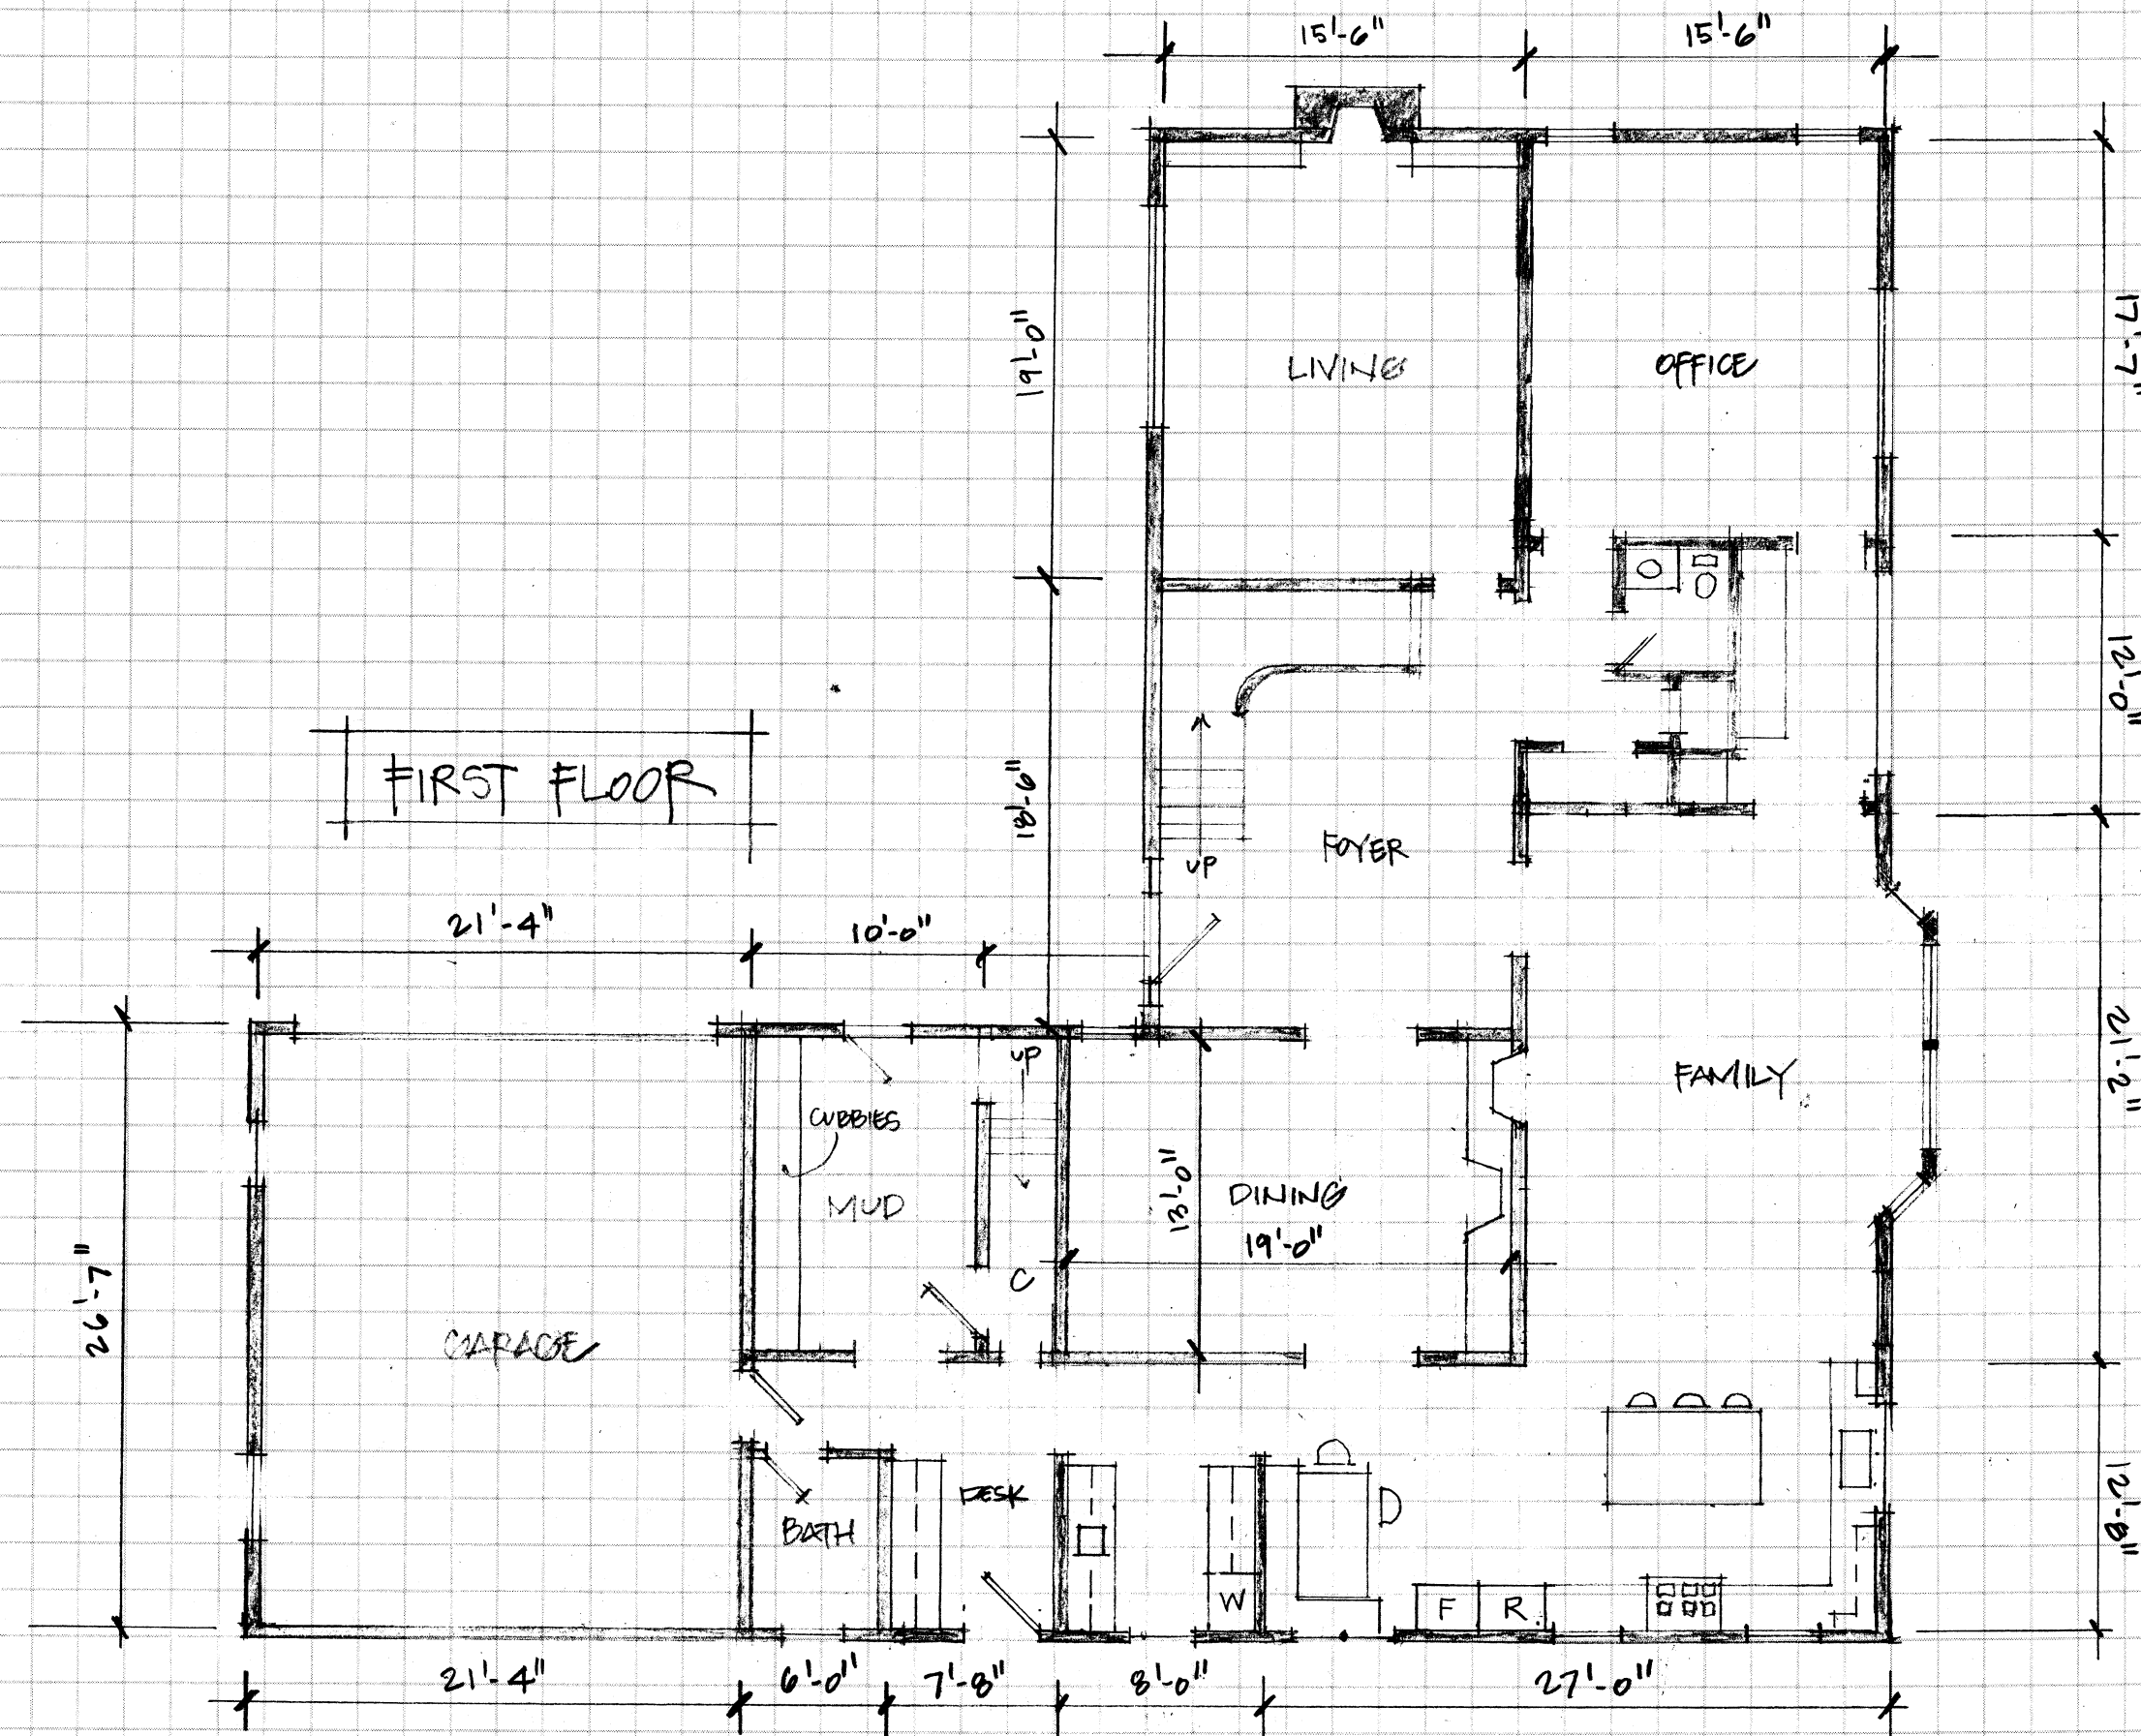 15'-6" 15'-6"
17'-7"
19'-0"
LIVING OFFICE
12'-0"
FIRST FLOOR
18'-6"
FOYER
UP
21'-4" 10'-0"
UP
FAMILY
21'-2"
CUBBIES
MUD
13'-0"
DINING
19'-0"
C
26'-7"
GARAGE
DESK
BATH
12'-8"
W
F R
21'-4" 6'-0" 7'-8" 8'-0" 27'-0"